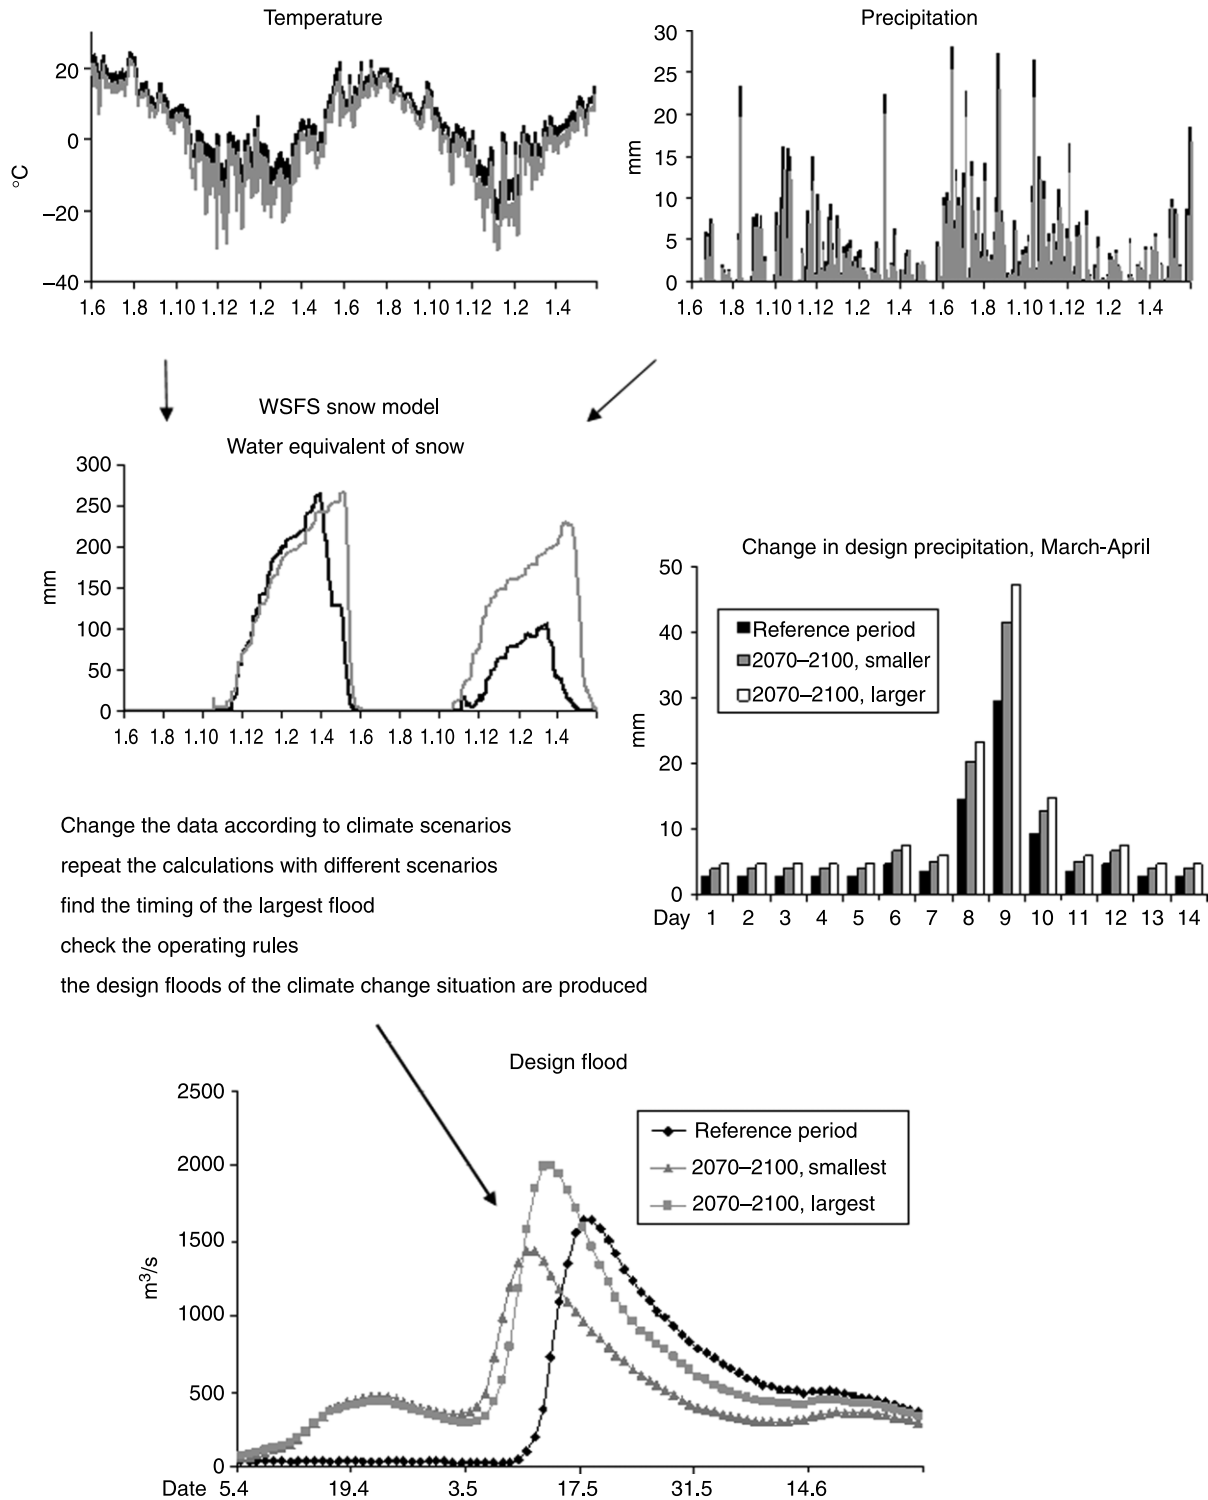 Temperature
20
0
–20
–40
°C
1.6 1.8 1.10 1.12 1.2 1.4 1.6 1.8 1.10 1.12 1.2 1.4
Precipitation
30
25
20
15
10
5
0
mm
1.6 1.8 1.10 1.12 1.2 1.4 1.6 1.8 1.10 1.12 1.2 1.4
WSFS snow model
Water equivalent of snow
300
250
200
150
100
50
0
mm
1.6 1.8 1.10 1.12 1.2 1.4 1.6 1.8 1.10 1.12 1.2 1.4
Change in design precipitation, March-April
50
40
30
20
10
0
mm
Reference period
2070–2100, smaller
2070–2100, larger
Day 1 2 3 4 5 6 7 8 9 10 11 12 13 14
Change the data according to climate scenarios
repeat the calculations with different scenarios
find the timing of the largest flood
check the operating rules
the design floods of the climate change situation are produced
Design flood
2500
2000
1500
1000
500
0
m³/s
Reference period
2070–2100, smallest
2070–2100, largest
Date 5.4 19.4 3.5 17.5 31.5 14.6